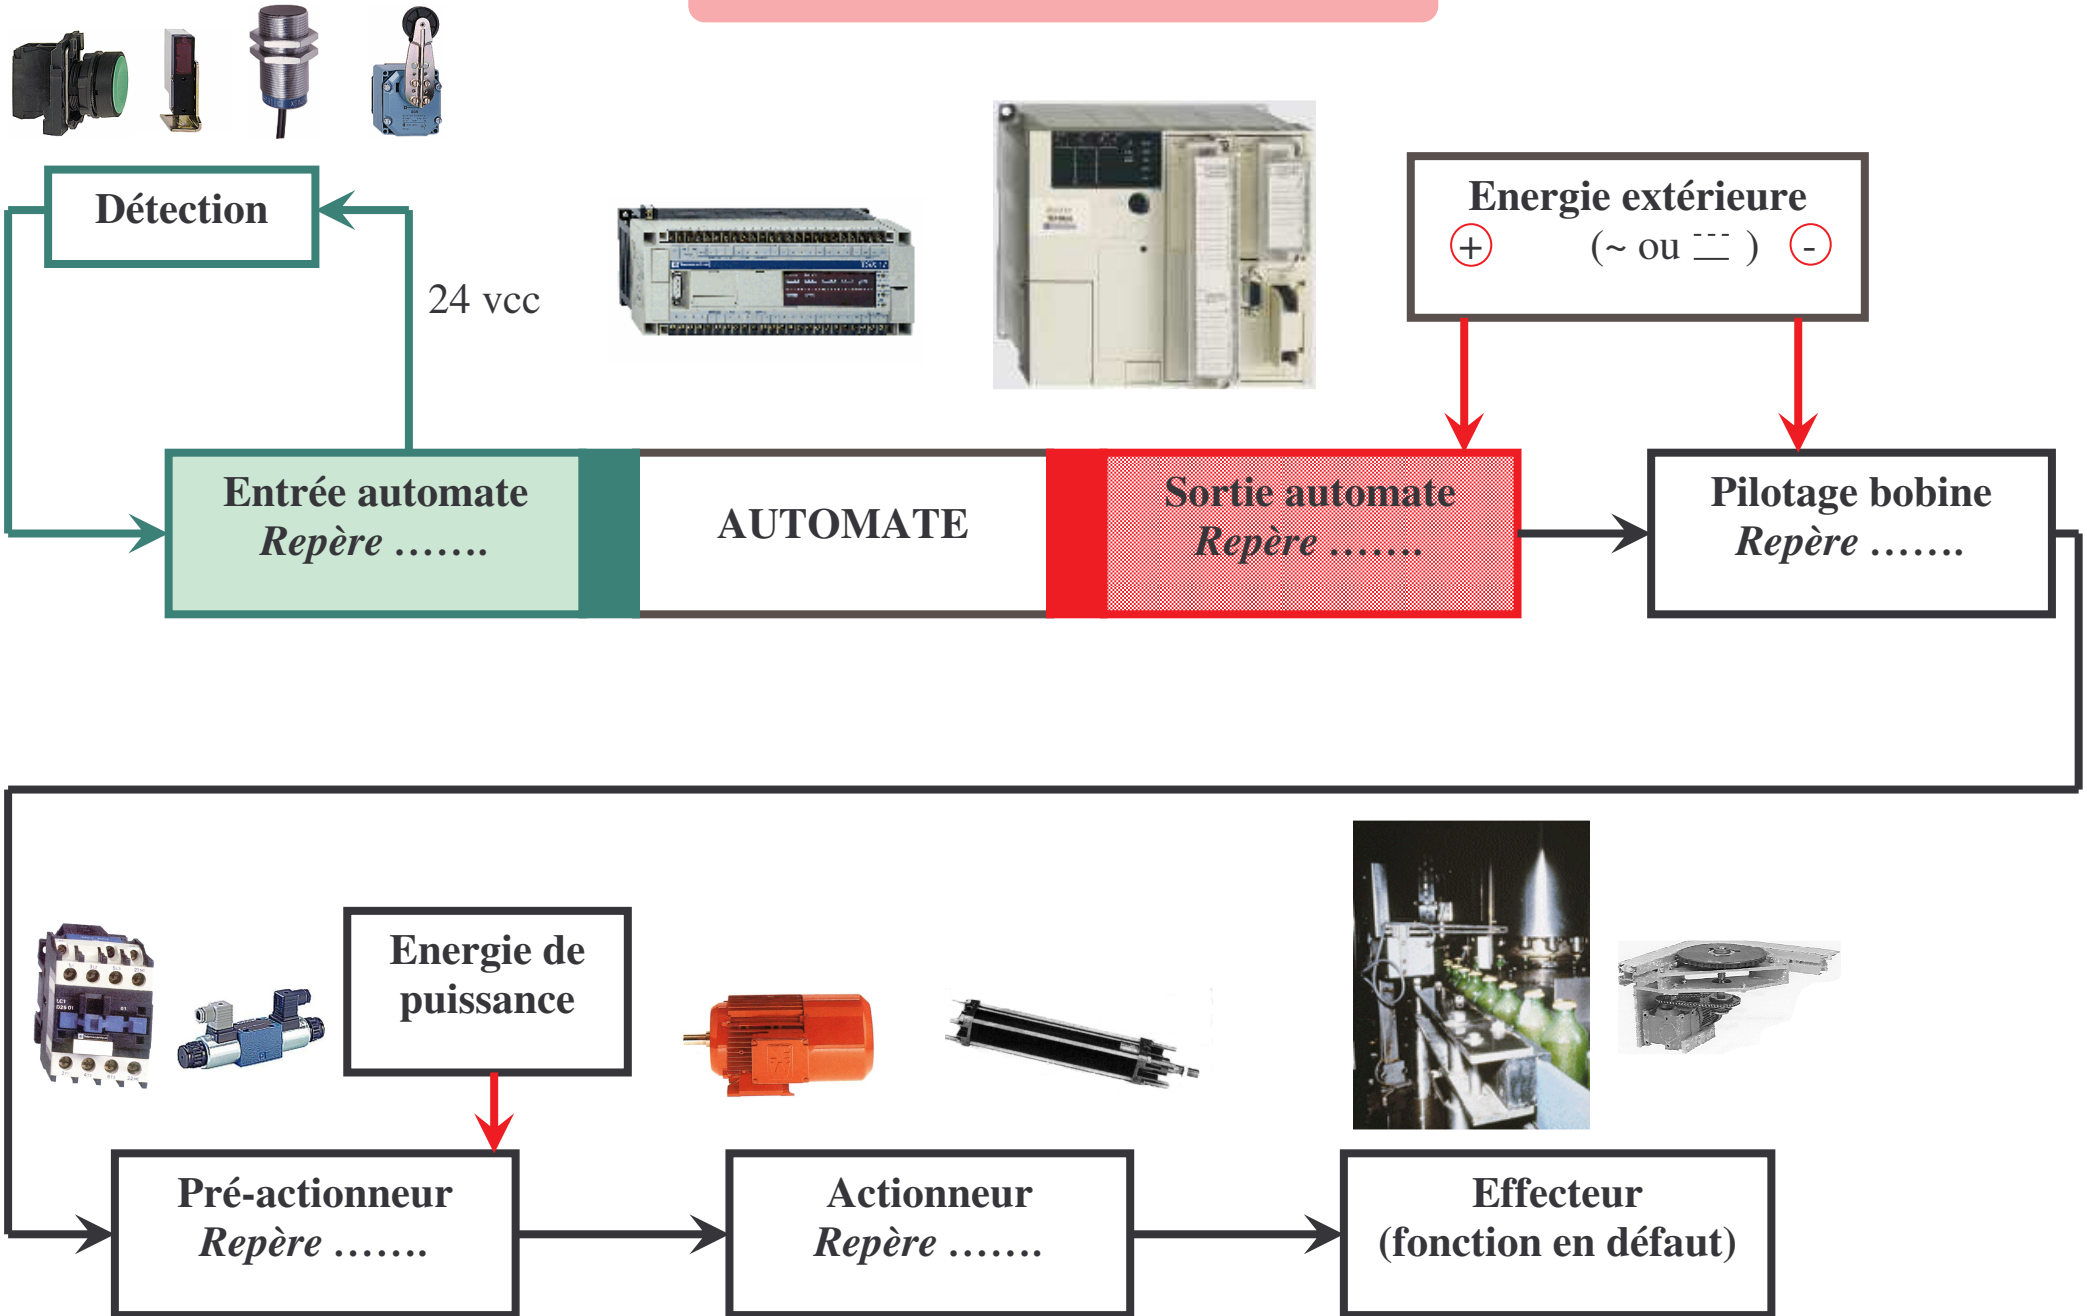 Détection
24 vcc
Energie extérieure
+ (~ ou ⎓ ) -
Entrée automate
Repère …….
AUTOMATE
Sortie automate
Repère …….
Pilotage bobine
Repère …….
Energie de
puissance
Pré-actionneur
Repère …….
Actionneur
Repère …….
Effecteur
(fonction en défaut)